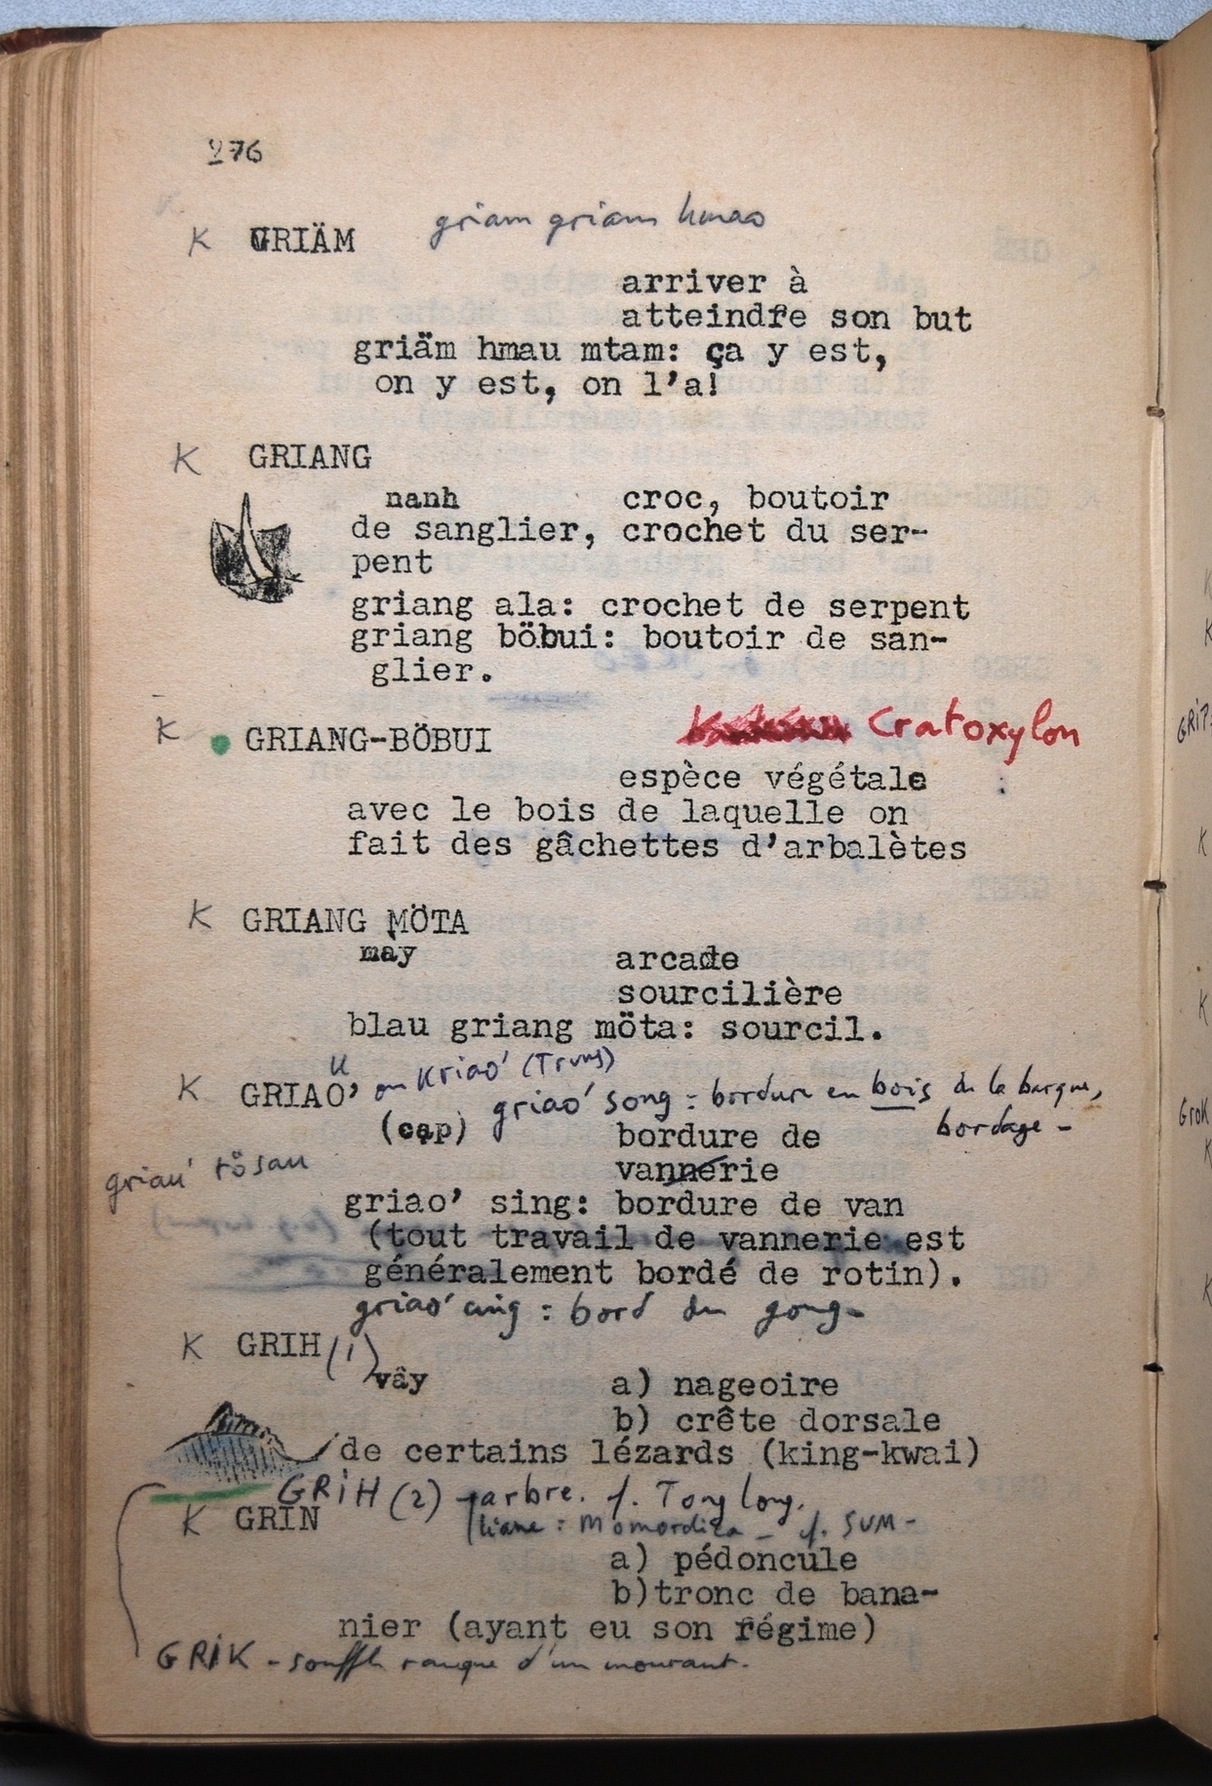 276
griam griam hmao
K GRIÄM
arriver à
atteindre son but
griäm hmau mtam: ça y est,
on y est, on l'a!
K GRIANG
nanh croc, boutoir
de sanglier, crochet du ser-
pent
griang ala: crochet de serpent
griang böbui: boutoir de san-
glier.
K GRIANG-BÖBUI Cratoxylon
espèce végétale
avec le bois de laquelle on
fait des gâchettes d'arbalètes
K GRIANG MÖTA
mày arcade
sourcilière
blau griang möta: sourcil.
K GRIAO' ou Kriao' (Trung)
U
griao' song = bordure en bois de la barque,
bordage -
(cạp) bordure de
vannerie
griau' rösau
griao' sing: bordure de van
(tout travail de vannerie est
généralement bordé de rotin).
griao' cing : bord du gong -
K GRIH (1)
vây a) nageoire
b) crête dorsale
de certains lézards (king-kwai)
GRIH (2) arbre. f. Tong long.
liane : Momordica - f. SUM -
K GRIN
a) pédoncule
b)tronc de bana-
nier (ayant eu son régime)
GRIK - souffle rauque d'un mourant.
GRIP
K
K
K
K
GroK
K
K